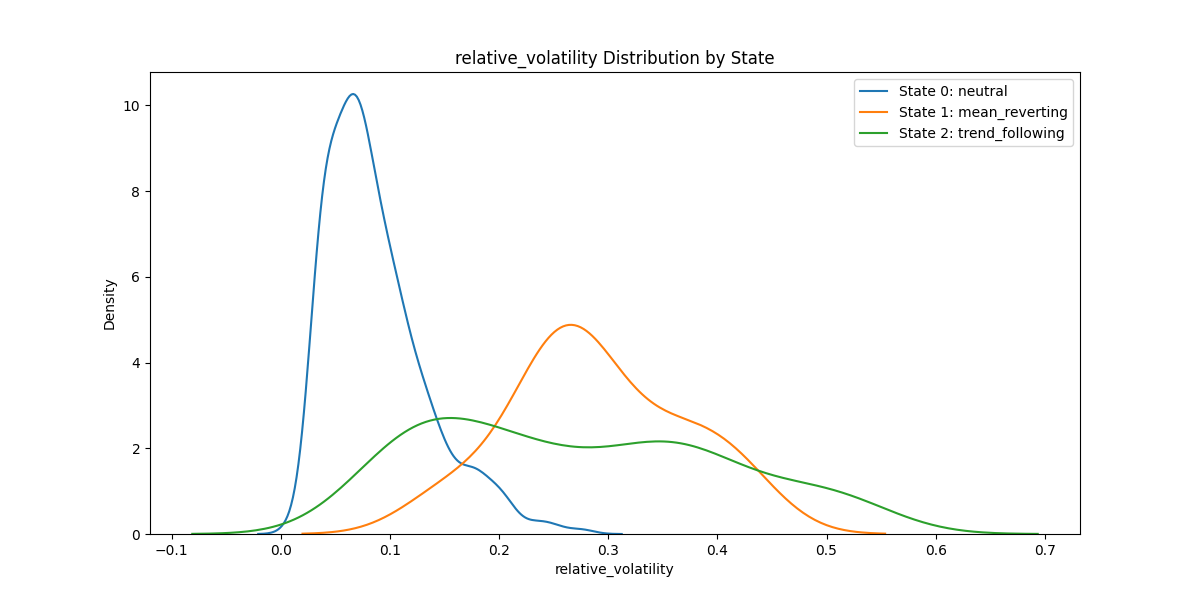 relative_volatility Distribution by State
State 0: neutral
State 1: mean_reverting
State 2: trend_following
Density
10
8
6
4
2
0
−0.1 0.0 0.1 0.2 0.3 0.4 0.5 0.6 0.7
relative_volatility